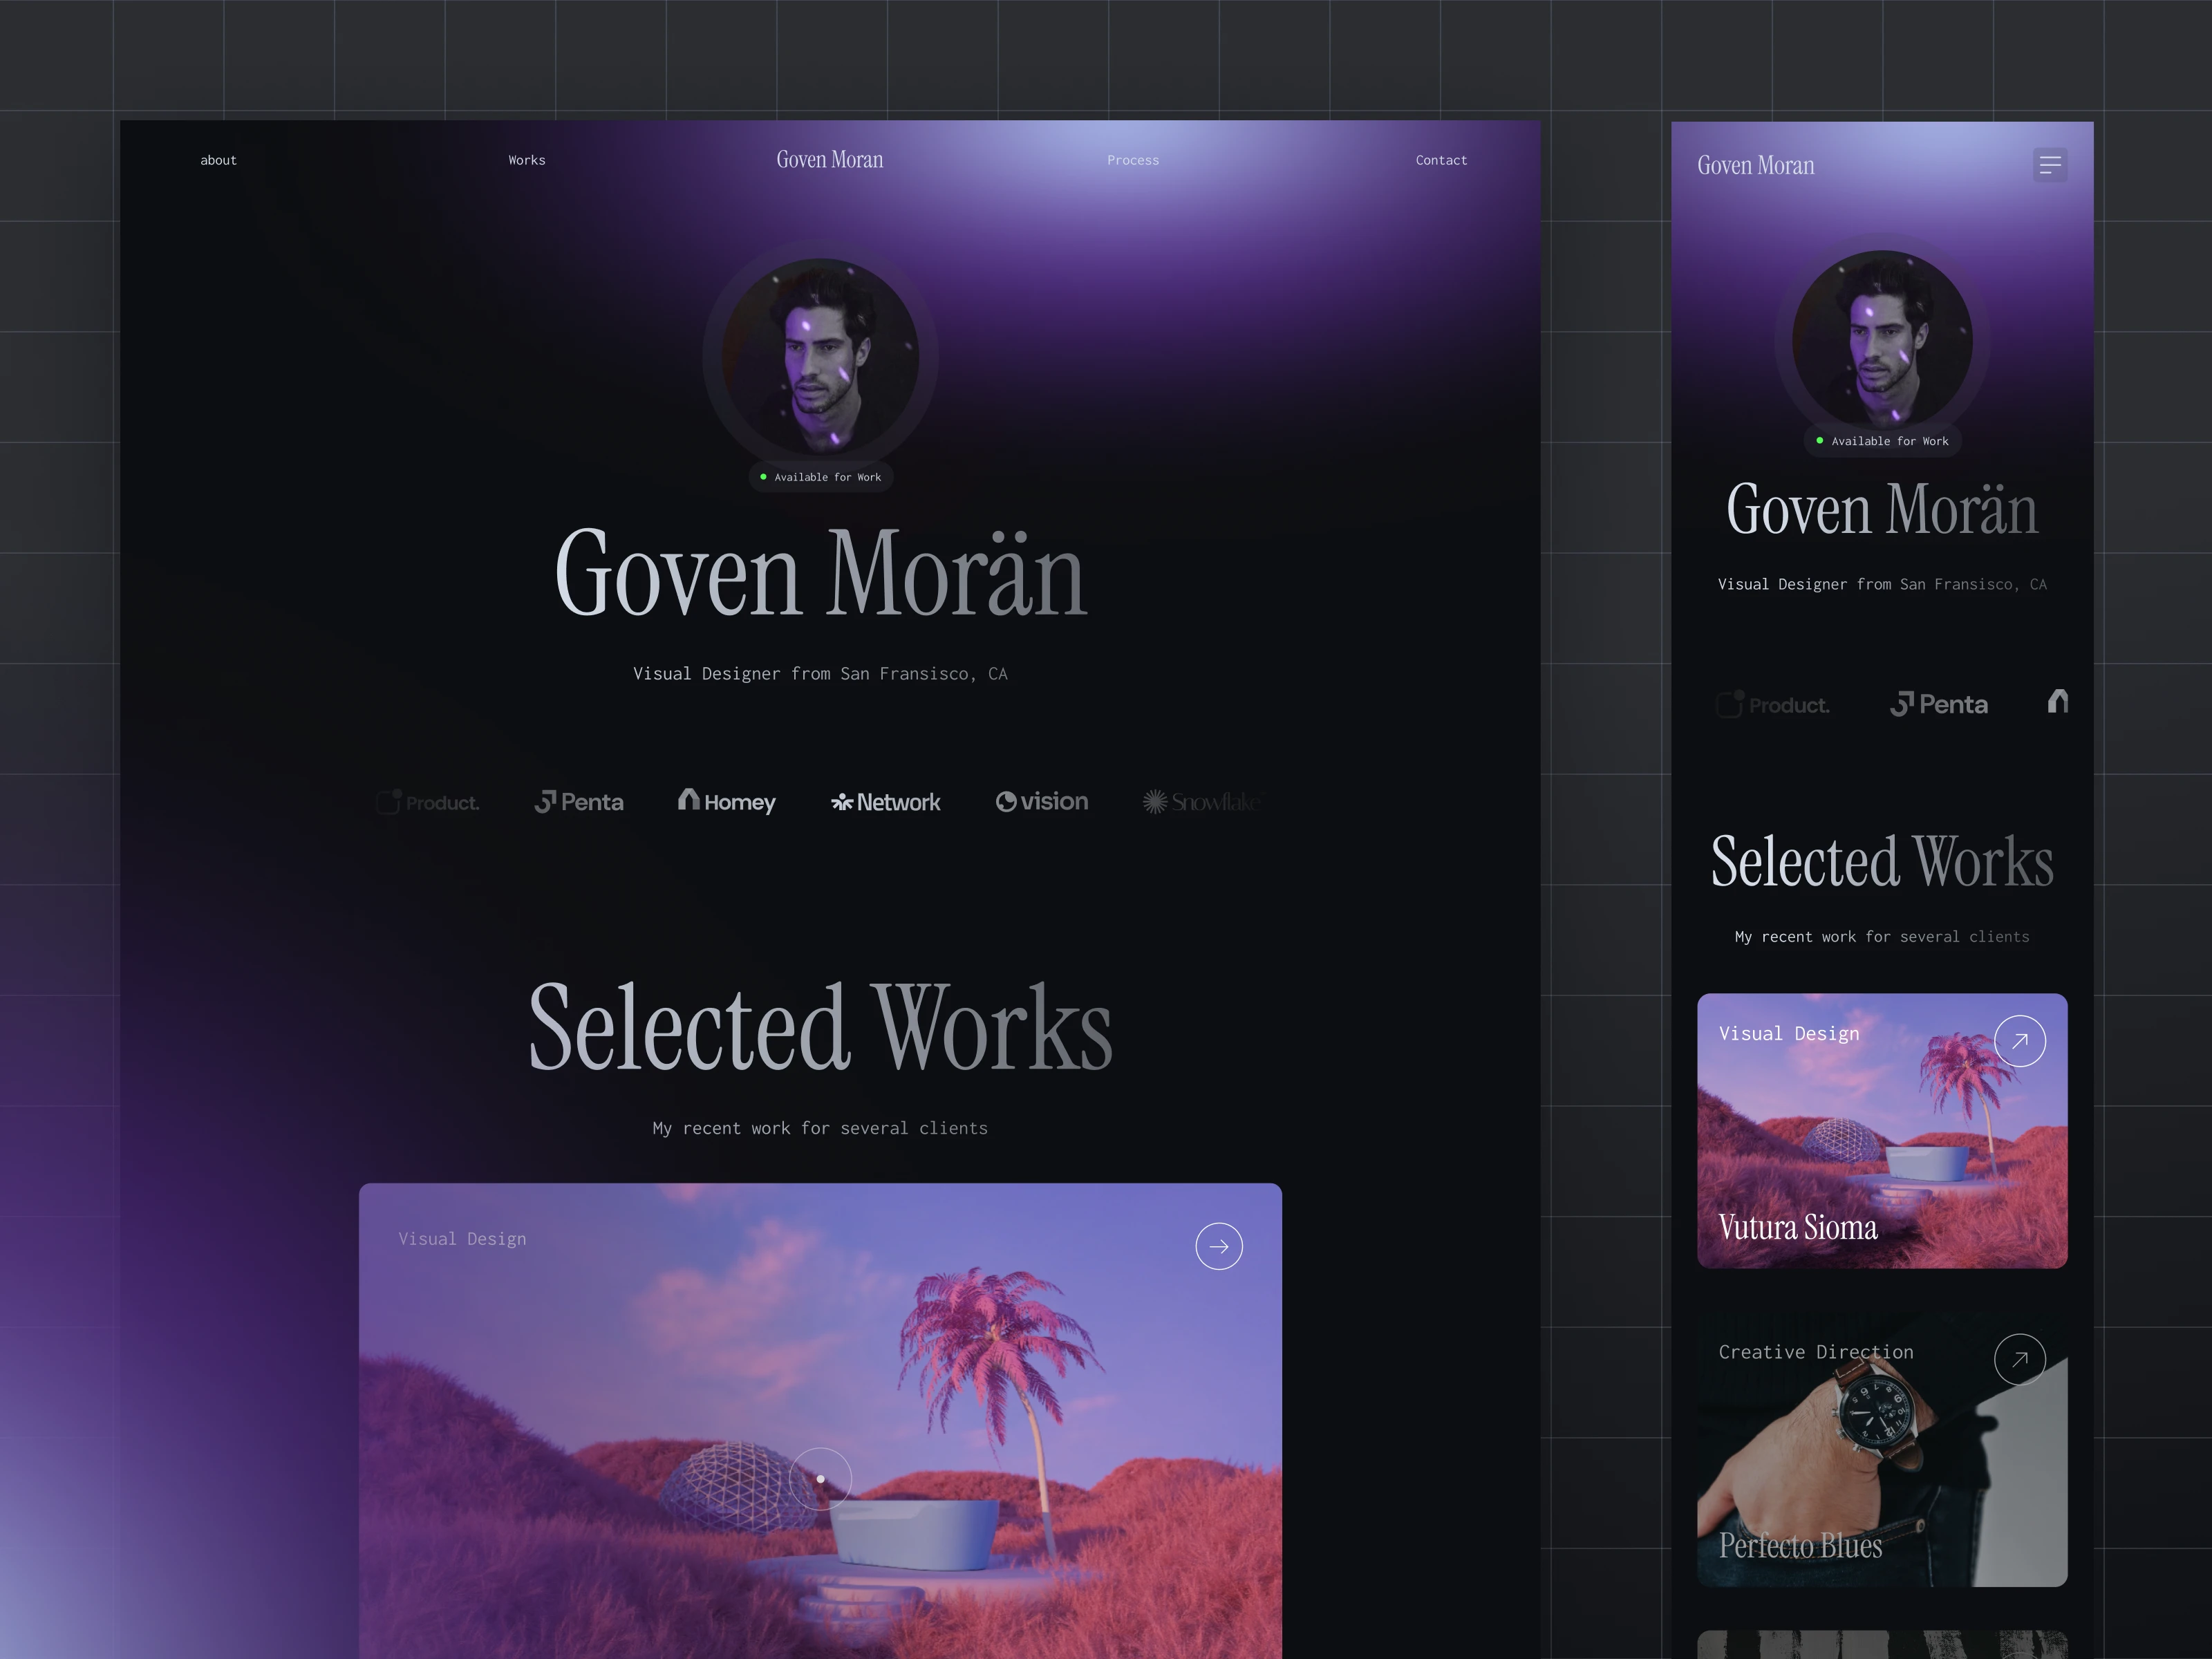 about
Works
Goven Moran
Process
Contact
Available for Work
Goven Morän
Visual Designer from San Fransisco, CA
Product.
Penta
Homey
Network
vision
Snowflake
Selected Works
My recent work for several clients
Visual Design
Goven Moran
Available for Work
Goven Morän
Visual Designer from San Fransisco, CA
Product.
Penta
Selected Works
My recent work for several clients
Visual Design
Vutura Sioma
Creative Direction
Perfecto Blues